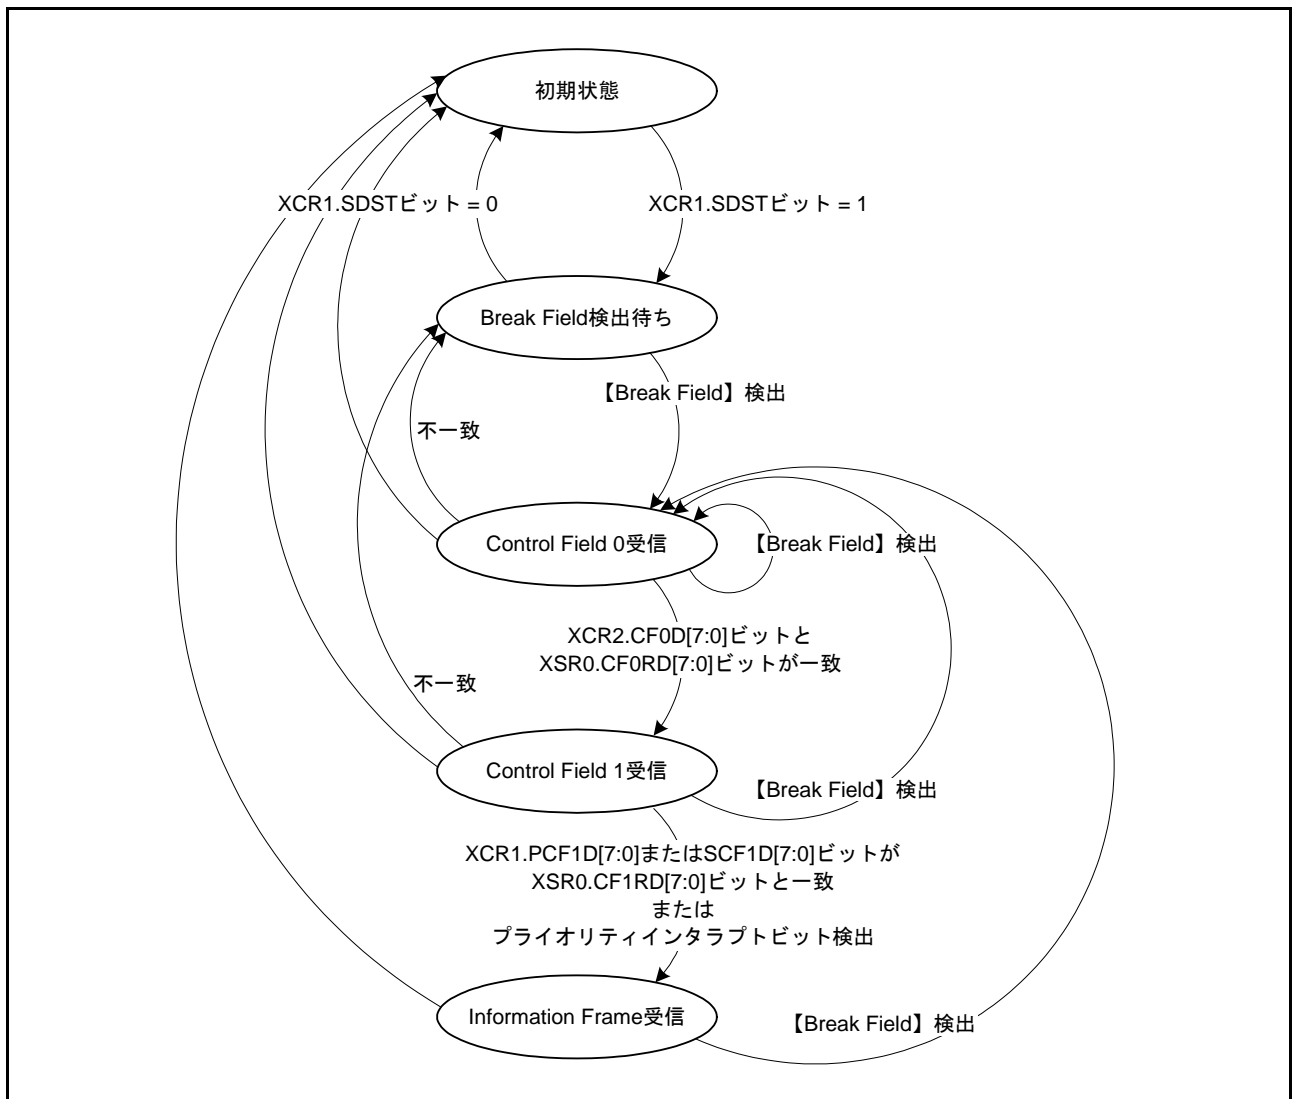 初期状態
XCR1.SDSTビット = 0
XCR1.SDSTビット = 1
Break Field検出待ち
【Break Field】検出
不一致
Control Field 0受信
【Break Field】検出
XCR2.CF0D[7:0]ビットと
XSR0.CF0RD[7:0]ビットが一致
不一致
Control Field 1受信
【Break Field】検出
XCR1.PCF1D[7:0]またはSCF1D[7:0]ビットが
XSR0.CF1RD[7:0]ビットと一致
または
プライオリティインタラプトビット検出
Information Frame受信
【Break Field】検出